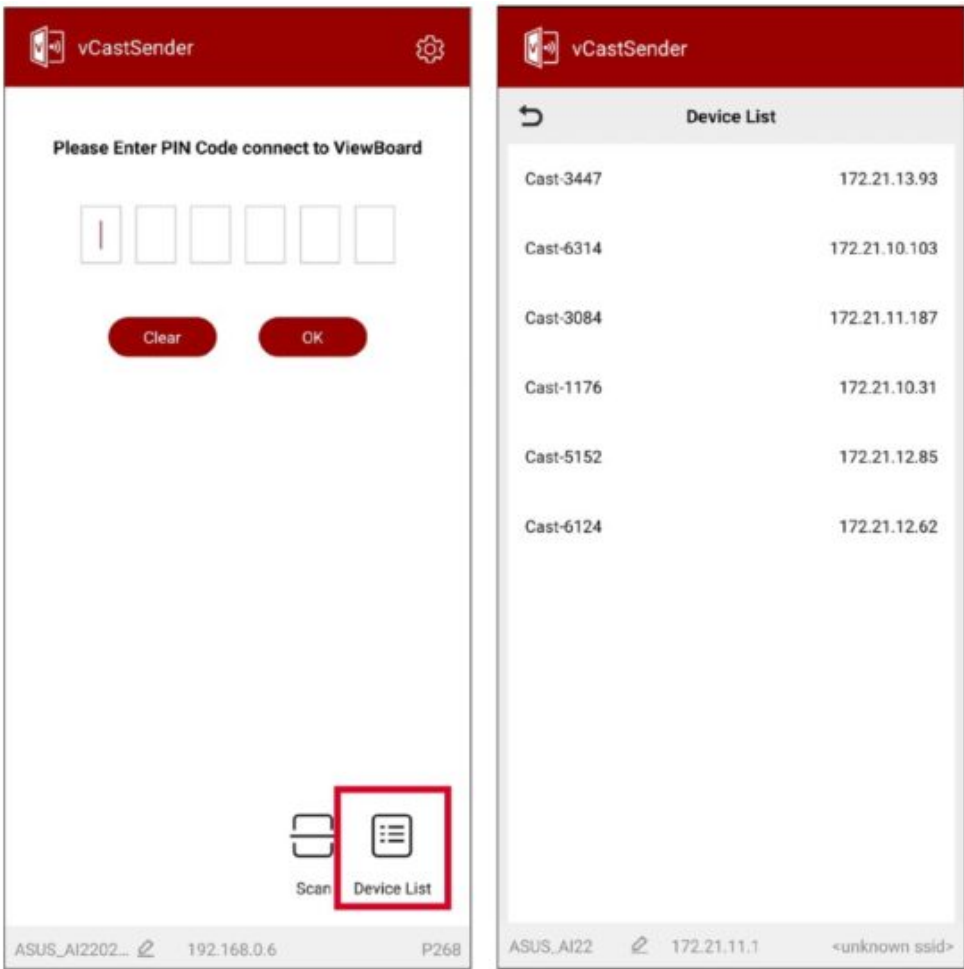 vCastSender
Please Enter PIN Code connect to ViewBoard
Clear OK
Scan Device List
ASUS_AI2202... 192.168.0.6 P268
vCastSender
Device List
Cast-3447 172.21.13.93
Cast-6314 172.21.10.103
Cast-3084 172.21.11.187
Cast-1176 172.21.10.31
Cast-5152 172.21.12.85
Cast-6124 172.21.12.62
ASUS_AI22 172.21.11.1 <unknown ssid>